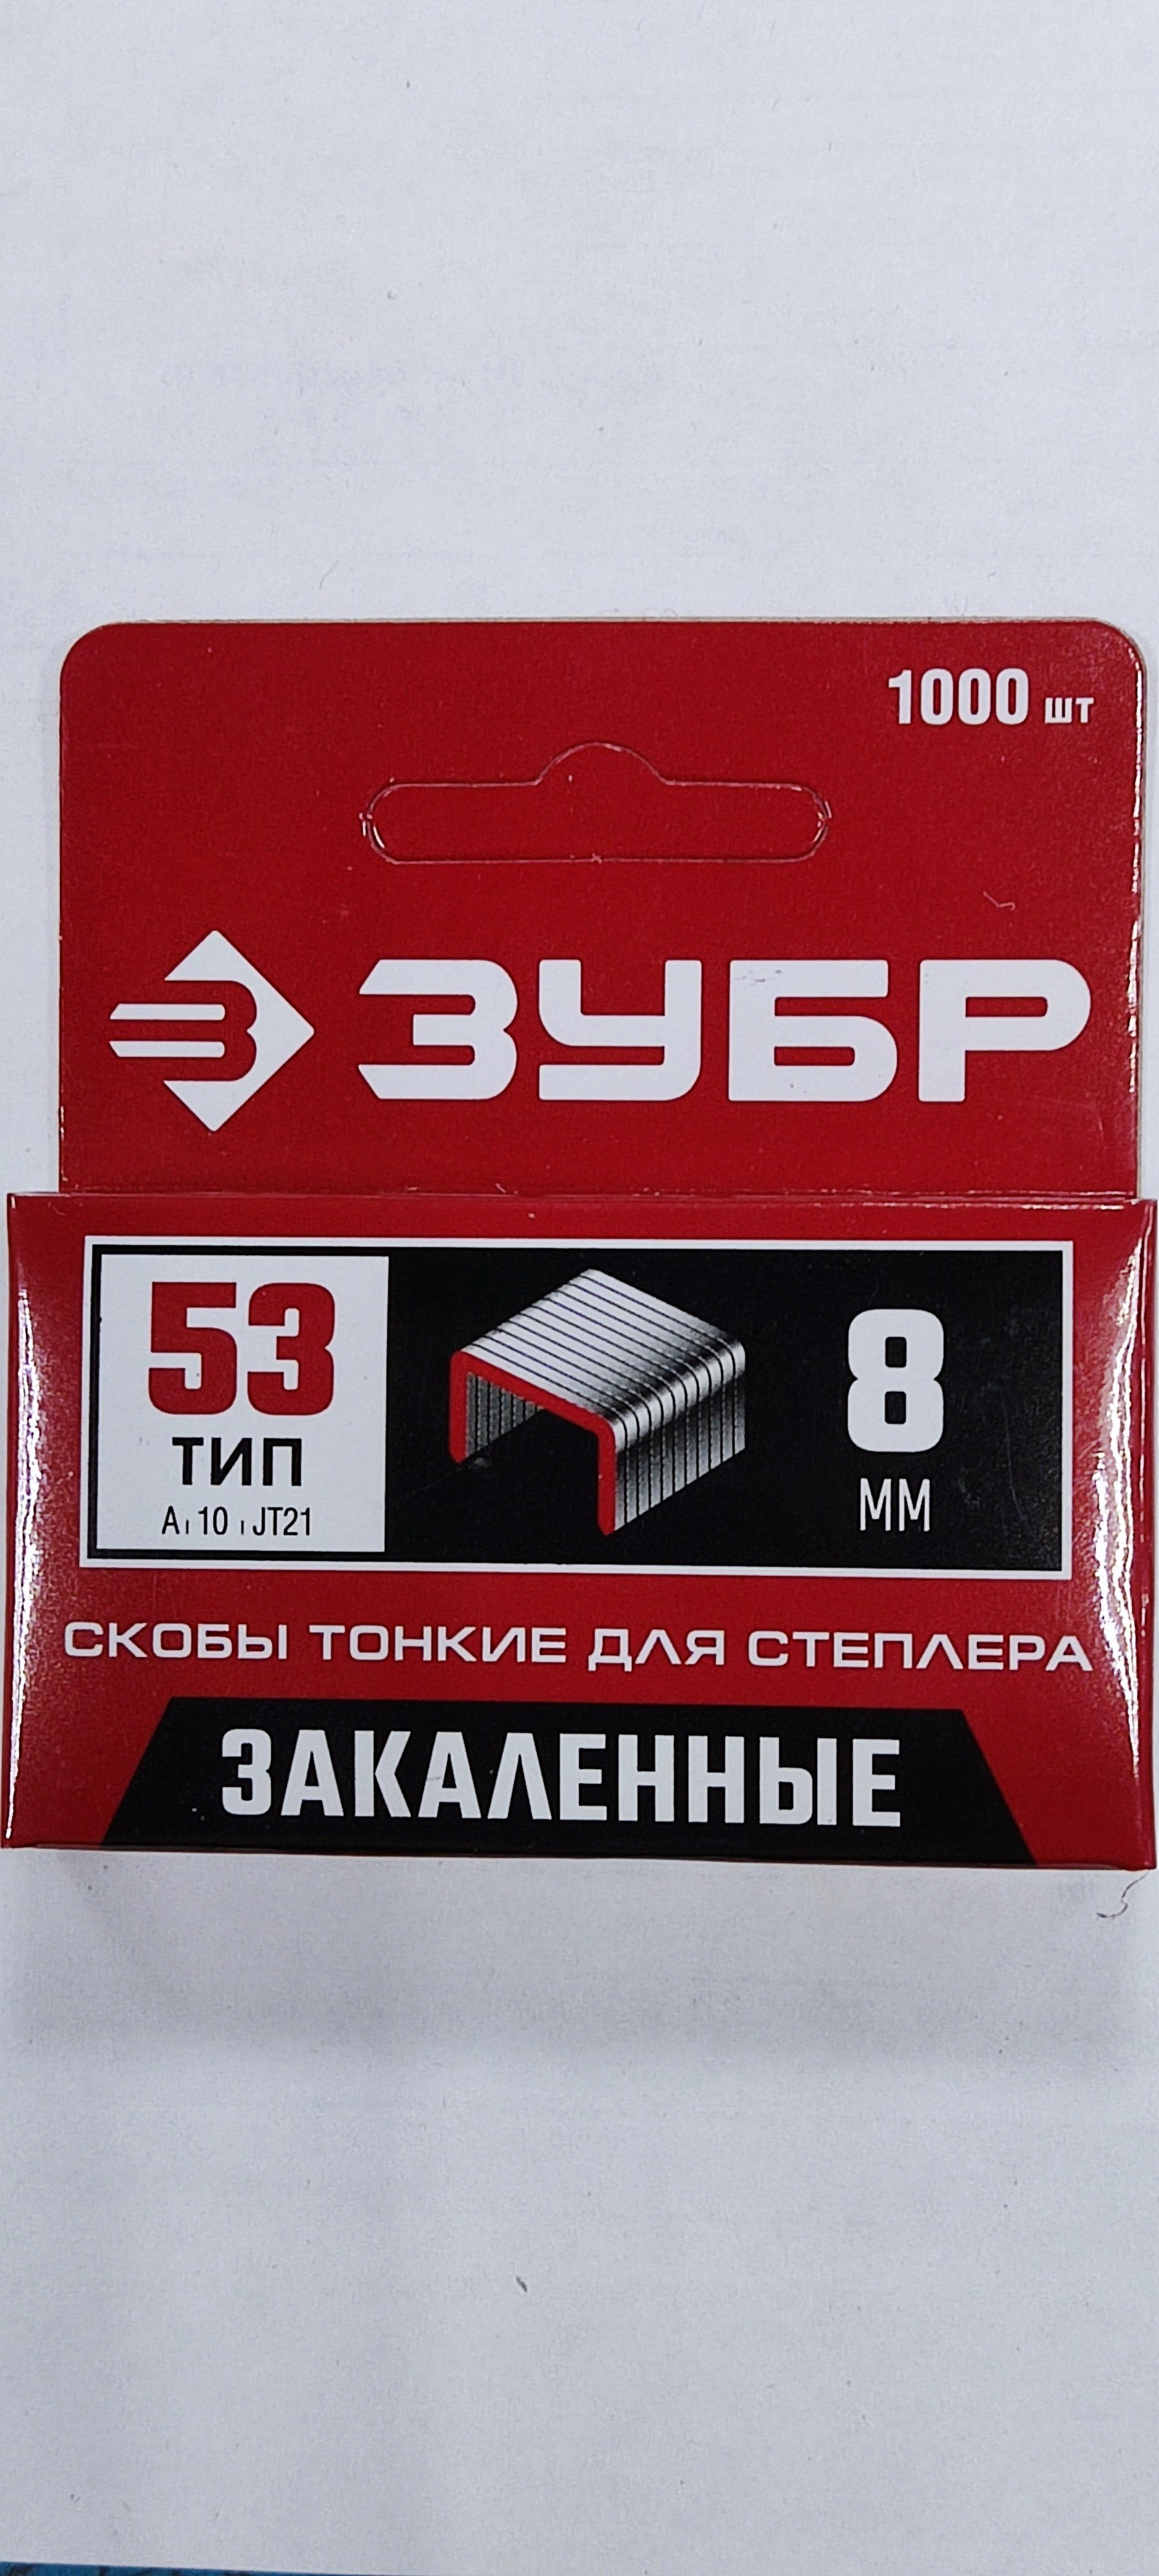 1000 шт
ЗУБР
53
ТИП
A | 10 | JT21
8
ММ
СКОБЫ ТОНКИЕ ДЛЯ СТЕПЛЕРА
ЗАКАЛЕННЫЕ